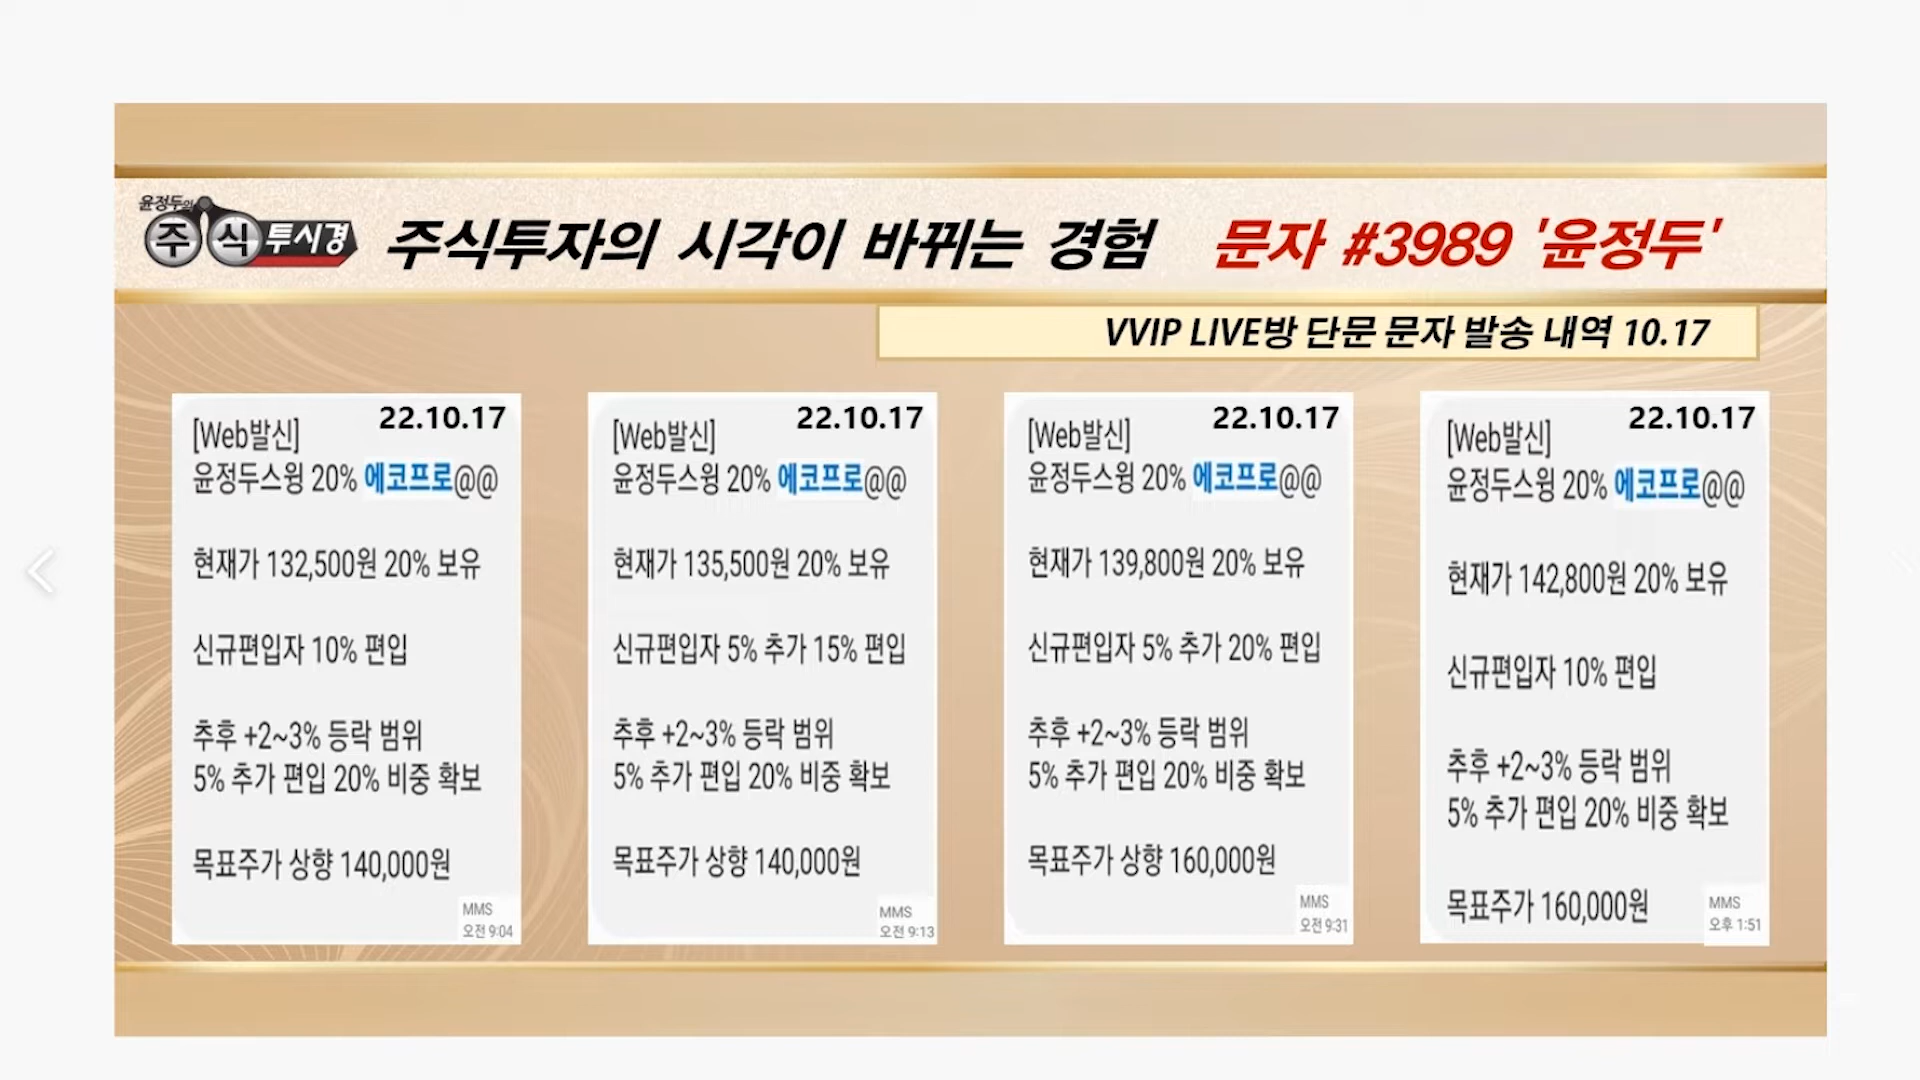 윤정두의
주식투시경
주식투자의 시각이 바뀌는 경험 문자 #3989 '윤정두'
VVIP LIVE방 단문 문자 발송 내역 10.17
22.10.17
[Web발신]
윤정두스윙 20% 에코프로@@
현재가 132,500원 20% 보유
신규편입자 10% 편입
추후 +2~3% 등락 범위
5% 추가 편입 20% 비중 확보
목표주가 상향 140,000원
MMS
오전 9:04
22.10.17
[Web발신]
윤정두스윙 20% 에코프로@@
현재가 135,500원 20% 보유
신규편입자 5% 추가 15% 편입
추후 +2~3% 등락 범위
5% 추가 편입 20% 비중 확보
목표주가 상향 140,000원
MMS
오전 9:13
22.10.17
[Web발신]
윤정두스윙 20% 에코프로@@
현재가 139,800원 20% 보유
신규편입자 5% 추가 20% 편입
추후 +2~3% 등락 범위
5% 추가 편입 20% 비중 확보
목표주가 상향 160,000원
MMS
오전 9:31
22.10.17
[Web발신]
윤정두스윙 20% 에코프로@@
현재가 142,800원 20% 보유
신규편입자 10% 편입
추후 +2~3% 등락 범위
5% 추가 편입 20% 비중 확보
목표주가 160,000원
MMS
오후 1:51